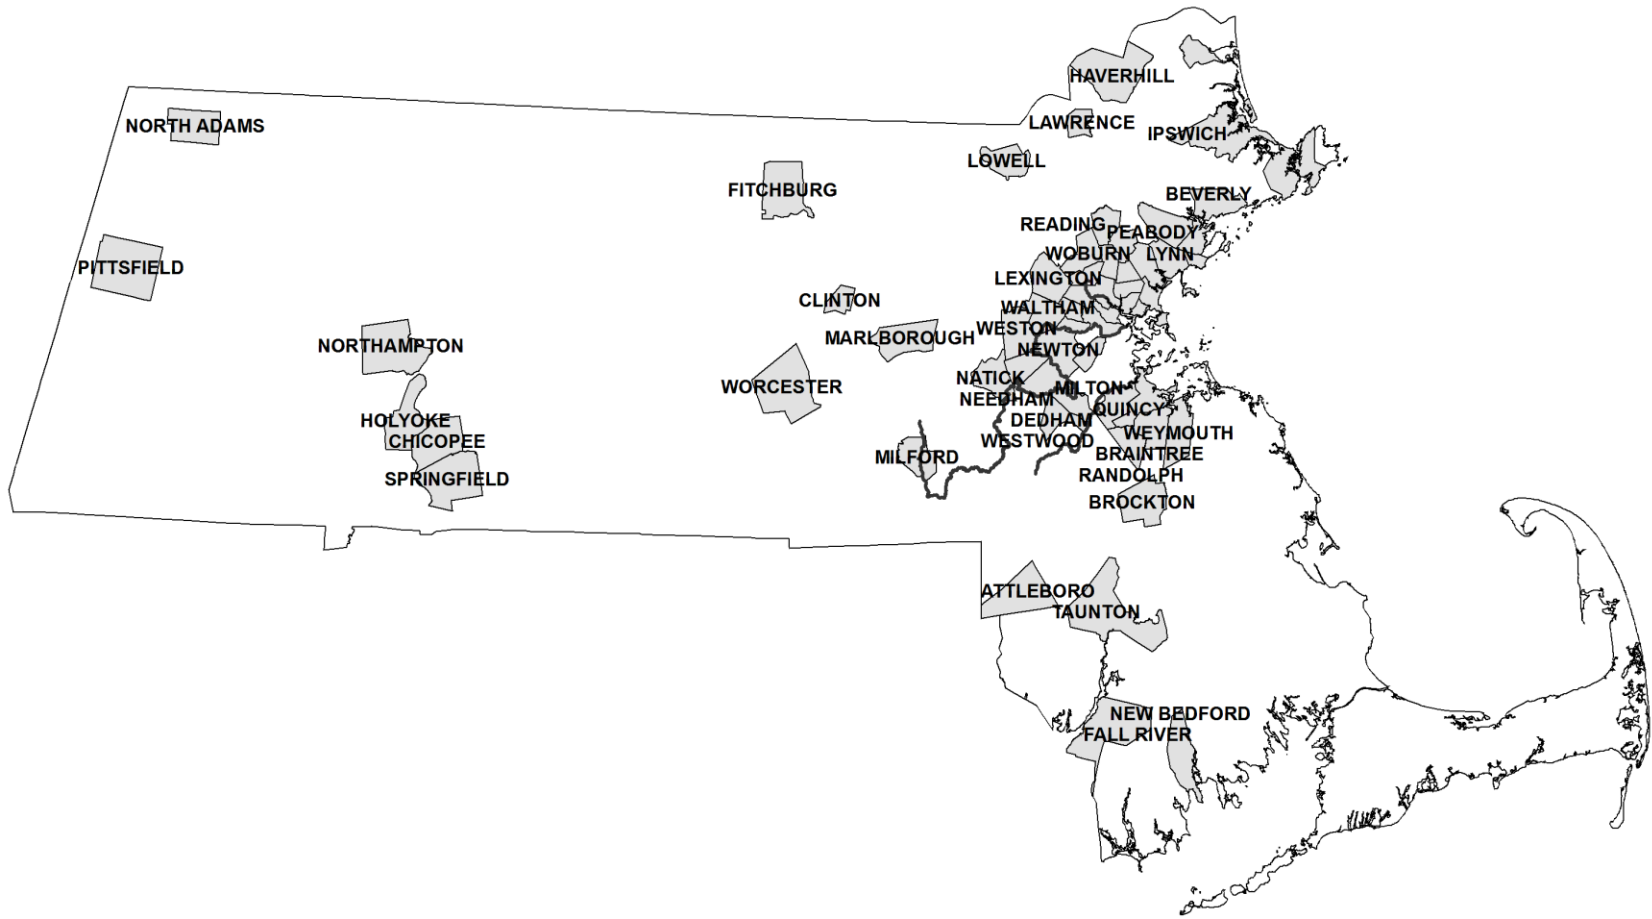 HAVERHILL
LAWRENCE
NORTH ADAMS
IPSWICH
LOWELL
FITCHBURG
BEVERLY
READING
PEABODY
WOBURN
LYNN
PITTSFIELD
LEXINGTON
CLINTON
WALTHAM
WESTON
MARLBOROUGH
NORTHAMPTON
NEWTON
NATICK
WORCESTER
MILTON
NEEDHAM
QUINCY
HOLYOKE
DEDHAM
WEYMOUTH
CHICOPEE
WESTWOOD
BRAINTREE
MILFORD
RANDOLPH
SPRINGFIELD
BROCKTON
ATTLEBORO
TAUNTON
NEW BEDFORD
FALL RIVER